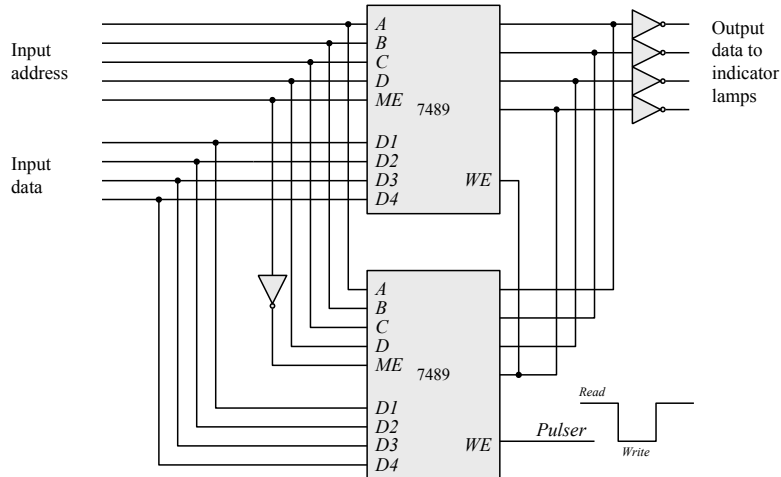 Input
address
Input
data
A
B
C
D
ME
D1
D2
D3
D4
7489
WE
Output
data to
indicator
lamps
A
B
C
D
ME
D1
D2
D3
D4
7489
WE
Pulser
Read
Write